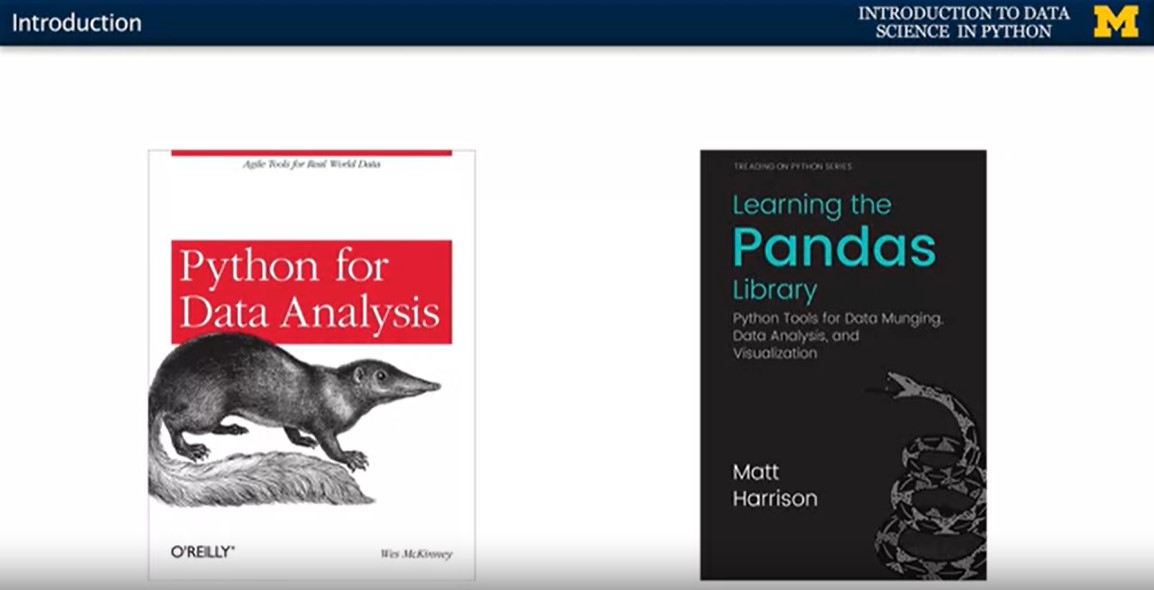 Introduction
INTRODUCTION TO DATA
SCIENCE IN PYTHON
M
Agile Tools for Real World Data
Python for
Data Analysis
O'REILLY®
Wes McKinney
TREADING ON PYTHON SERIES
Learning the
Pandas
Library
Python Tools for Data Munging,
Data Analysis, and
Visualization
Matt
Harrison